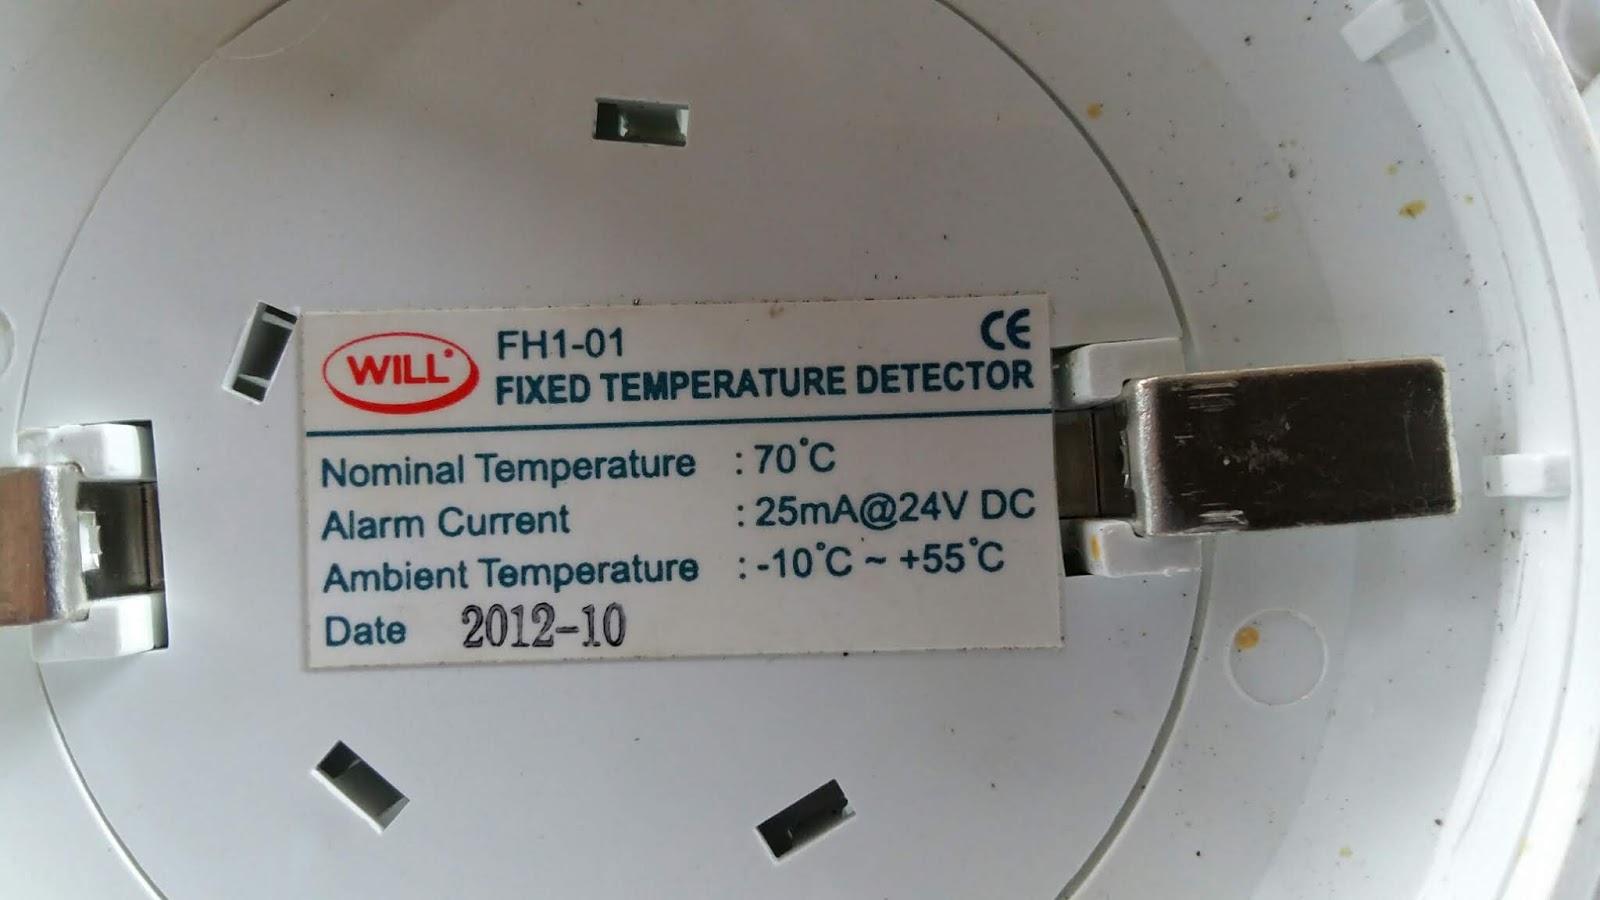 WILL
FH1-01
CE
FIXED TEMPERATURE DETECTOR
Nominal Temperature : 70°C
Alarm Current : 25mA@24V DC
Ambient Temperature : -10°C ~ +55°C
Date 2012-10